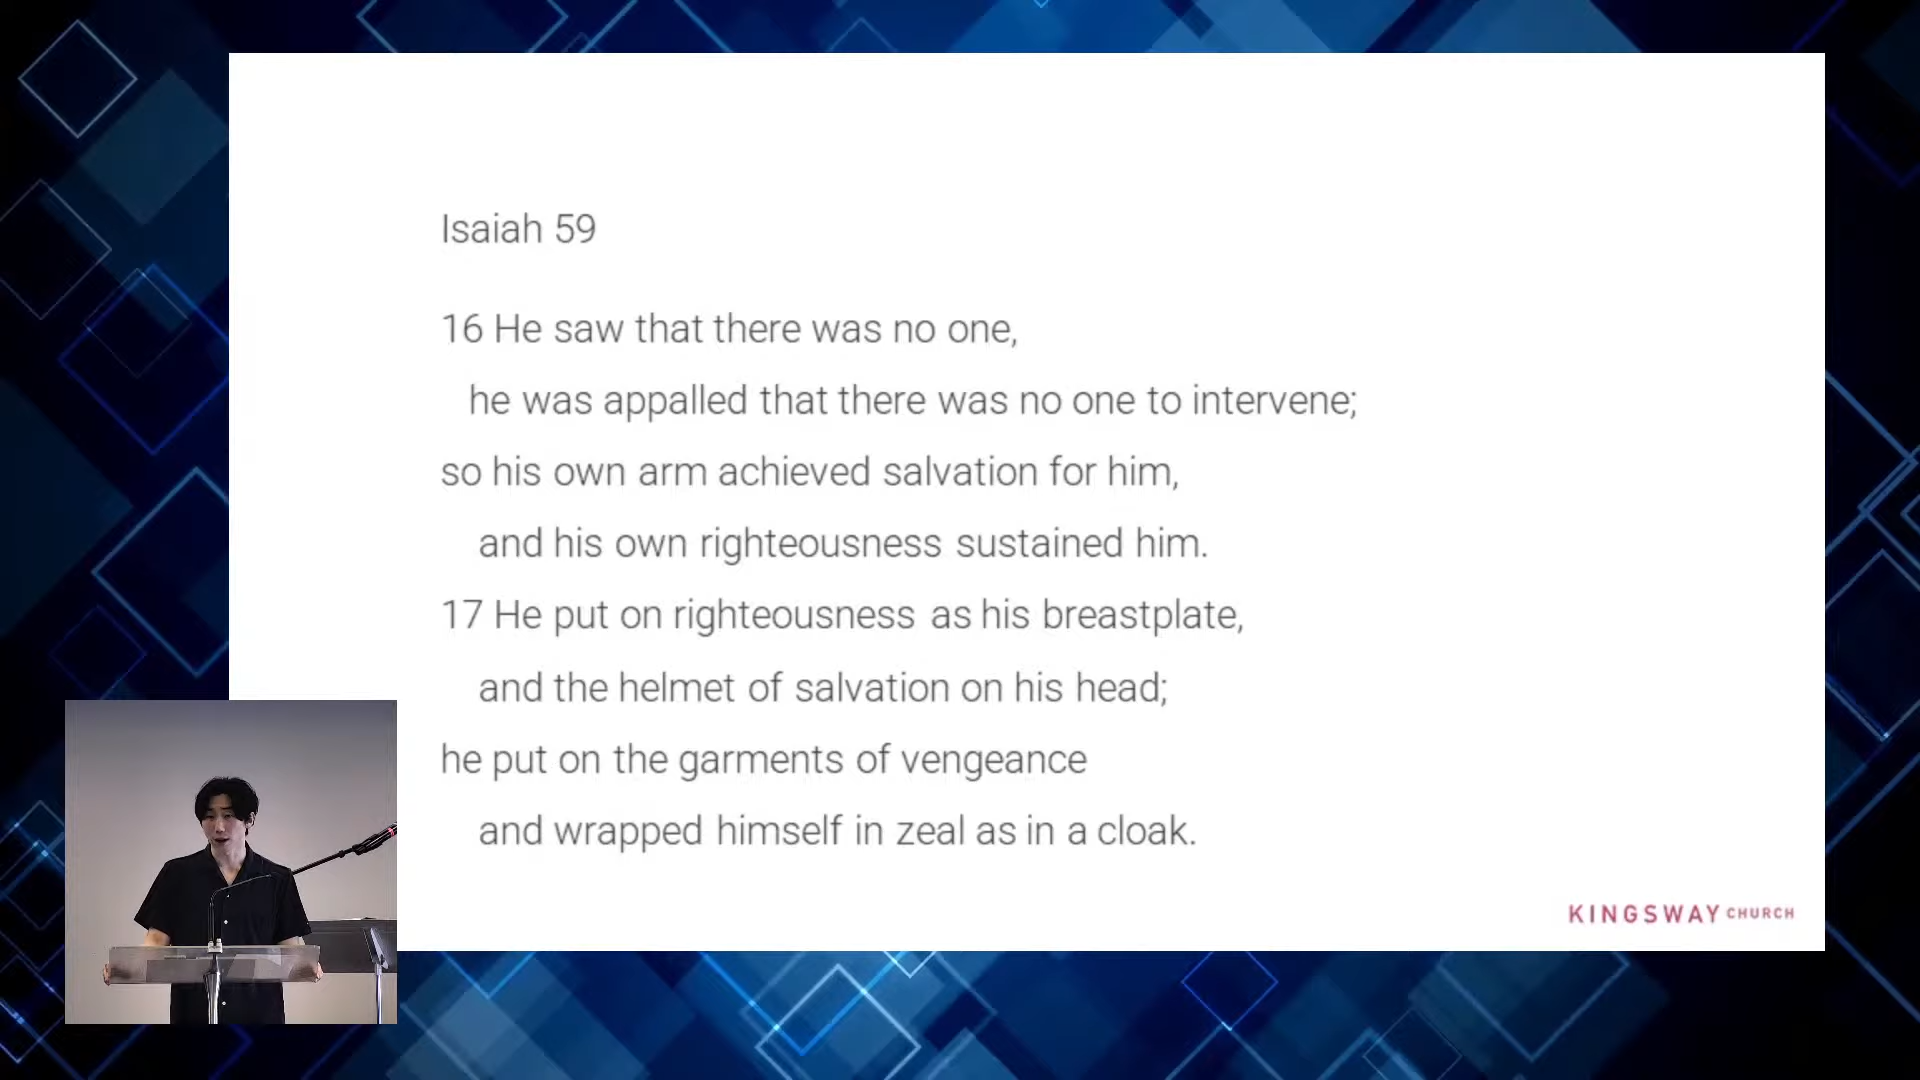 Isaiah 59
16 He saw that there was no one,
he was appalled that there was no one to intervene;
so his own arm achieved salvation for him,
and his own righteousness sustained him.
17 He put on righteousness as his breastplate,
and the helmet of salvation on his head;
he put on the garments of vengeance
and wrapped himself in zeal as in a cloak.
KINGSWAY CHURCH